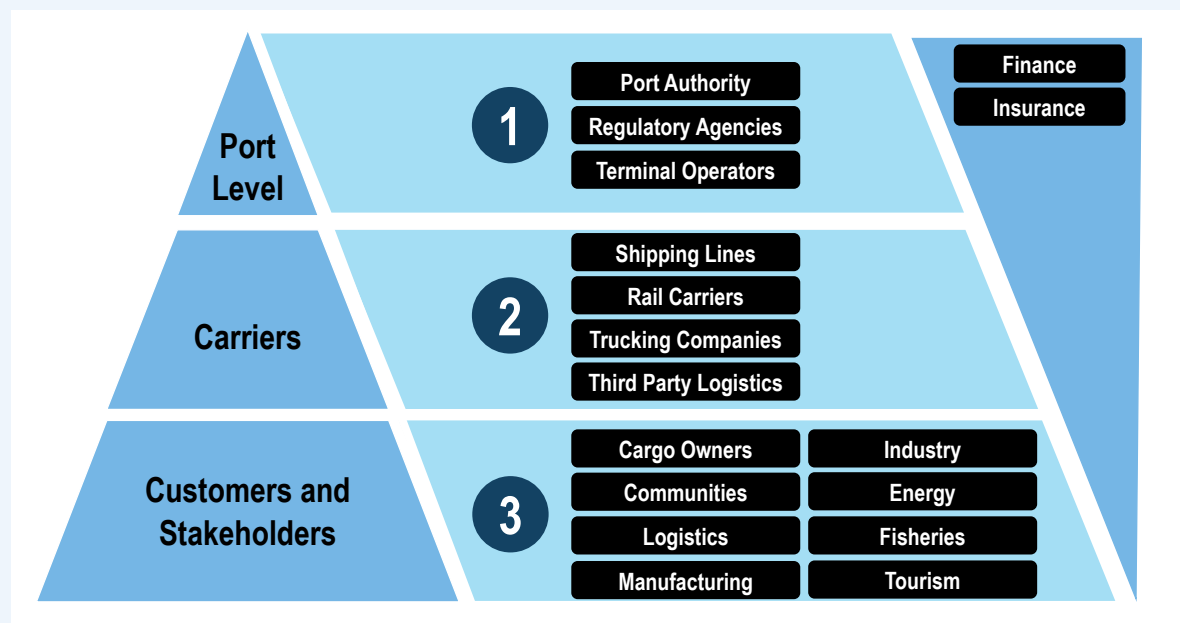 Port
Level
1
Port Authority
Regulatory Agencies
Terminal Operators
Finance
Insurance
Carriers
2
Shipping Lines
Rail Carriers
Trucking Companies
Third Party Logistics
Customers and
Stakeholders
3
Cargo Owners
Communities
Logistics
Manufacturing
Industry
Energy
Fisheries
Tourism